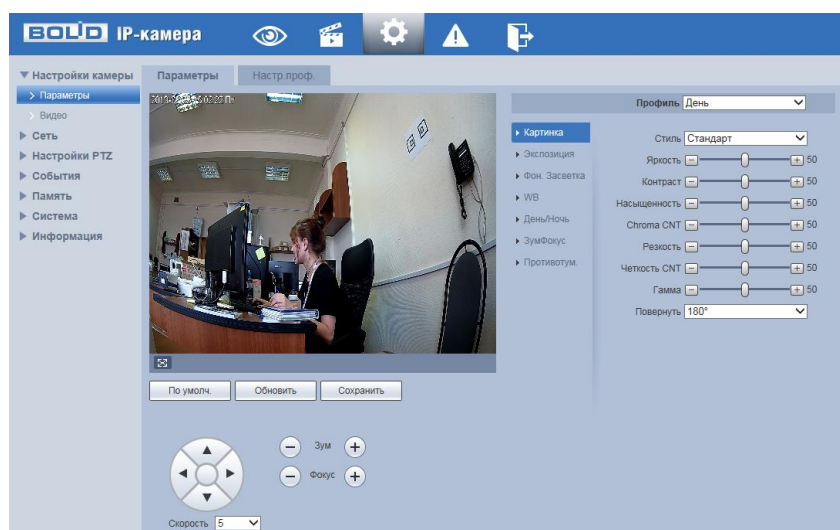 BOLID IP-камера
Настройки камеры
Параметры
Видео
Сеть
Настройки PTZ
События
Память
Система
Информация
Параметры
Настр.проф.
По умолч.
Обновить
Сохранить
Зум
Фокус
Скорость 5
Профиль День
Картинка
Экспозиция
Фон. Засветка
WB
День/Ночь
ЗумФокус
Противотум.
Стиль Стандарт
Яркость 50
Контраст 50
Насыщенность 50
Chroma CNT 50
Резкость 50
Четкость CNT 50
Гамма 50
Повернуть 180°